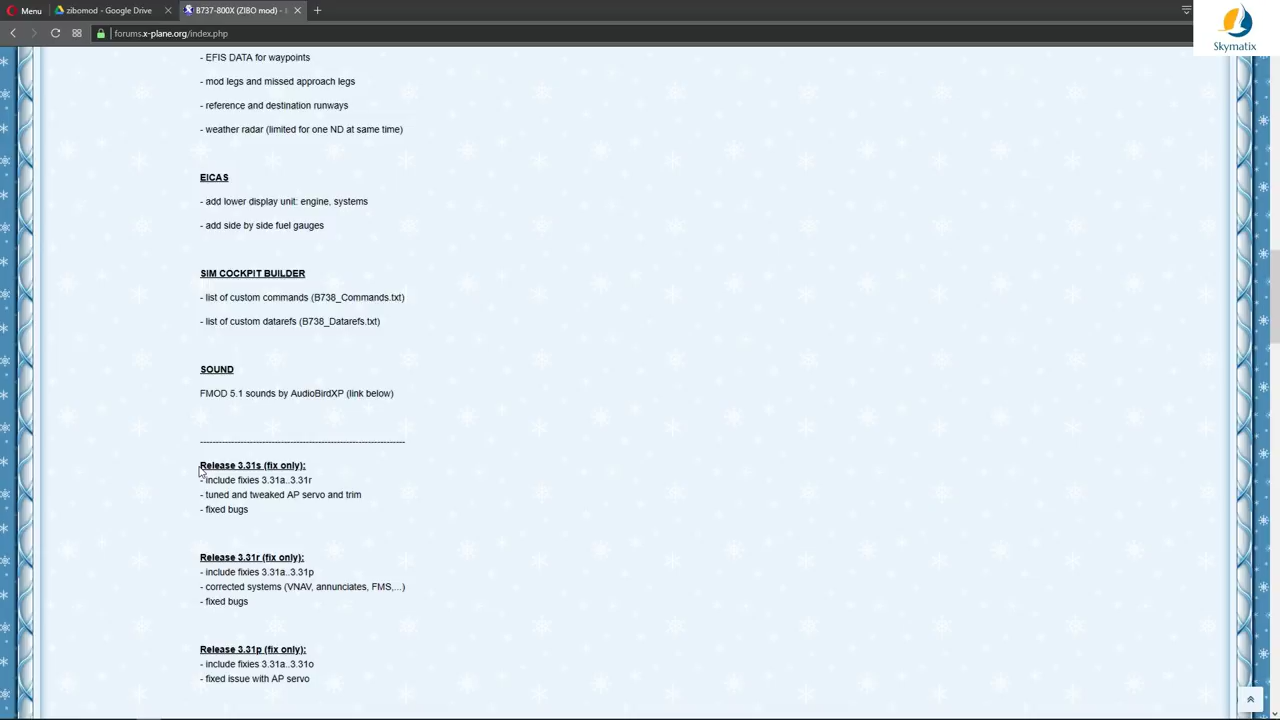 Menu
zibomod - Google Drive
B737-800X (ZIBO mod) -
forums.x-plane.org/index.php
Skymatix
- EFIS DATA for waypoints
- mod legs and missed approach legs
- reference and destination runways
- weather radar (limited for one ND at same time)
EICAS
- add lower display unit: engine, systems
- add side by side fuel gauges
SIM COCKPIT BUILDER
- list of custom commands (B738_Commands.txt)
- list of custom datarefs (B738_Datarefs.txt)
SOUND
FMOD 5.1 sounds by AudioBirdXP (link below)
--------------------------------------------------------------------
Release 3.31s (fix only):
- include fixies 3.31a..3.31r
- tuned and tweaked AP servo and trim
- fixed bugs
Release 3.31r (fix only):
- include fixies 3.31a..3.31p
- corrected systems (VNAV, annunciates, FMS,...)
- fixed bugs
Release 3.31p (fix only):
- include fixies 3.31a..3.31o
- fixed issue with AP servo